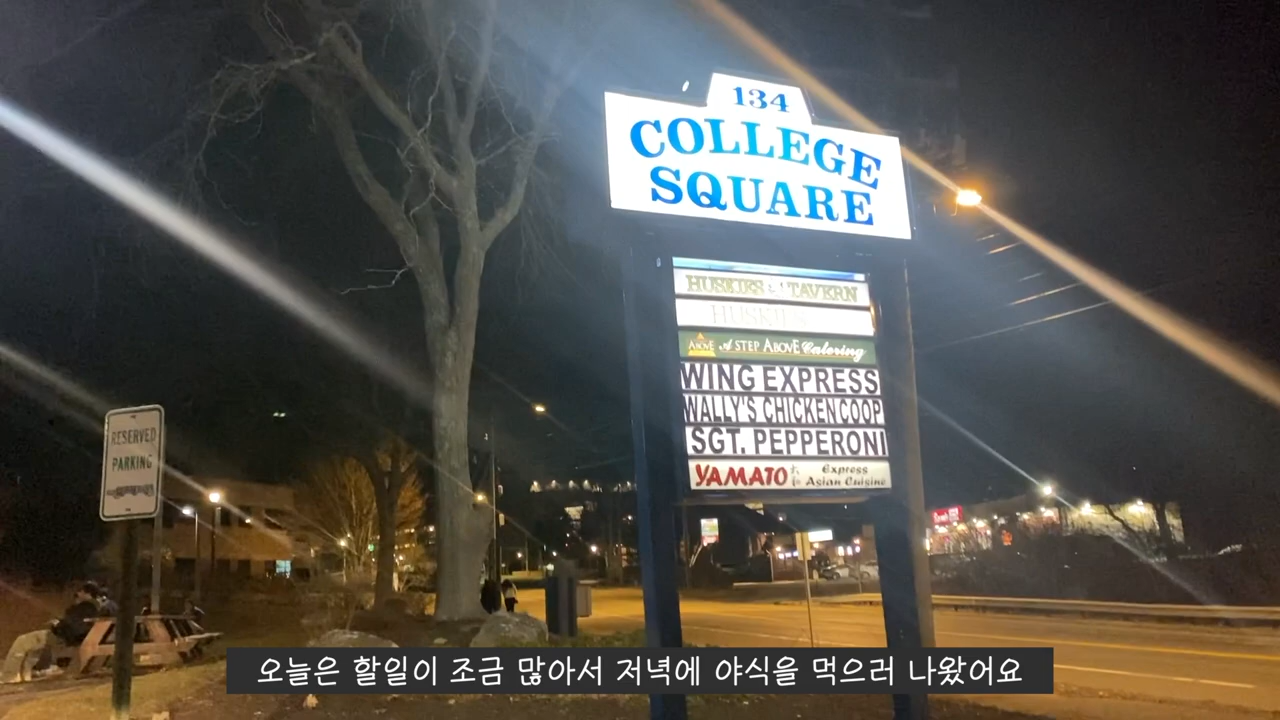 134
COLLEGE
SQUARE
HUSKIES TAVERN
HUSKIES
ABOVE A STEP ABOVE Catering
WING EXPRESS
WALLY'S CHICKEN COOP
SGT. PEPPERONI
YAMATO Express
Asian Cuisine
RESERVED
PARKING
오늘은 할일이 조금 많아서 저녁에 야식을 먹으러 나왔어요